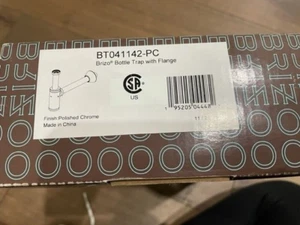 BT041142-PC
Brizo® Bottle Trap with Flange
US
Finish:Polished Chrome
Made in China